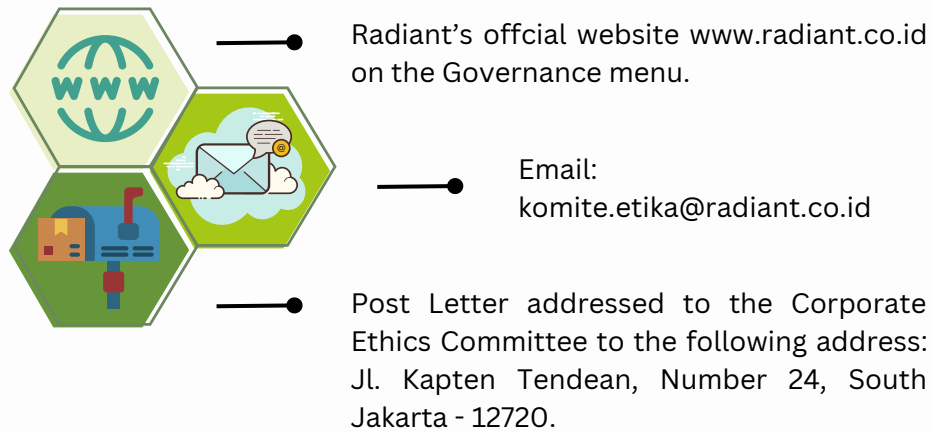 Radiant's offcial website www.radiant.co.id
on the Governance menu.
W W W
@
Email:
komite.etika@radiant.co.id
Post Letter addressed to the Corporate
Ethics Committee to the following address:
Jl. Kapten Tendean, Number 24, South
Jakarta - 12720.